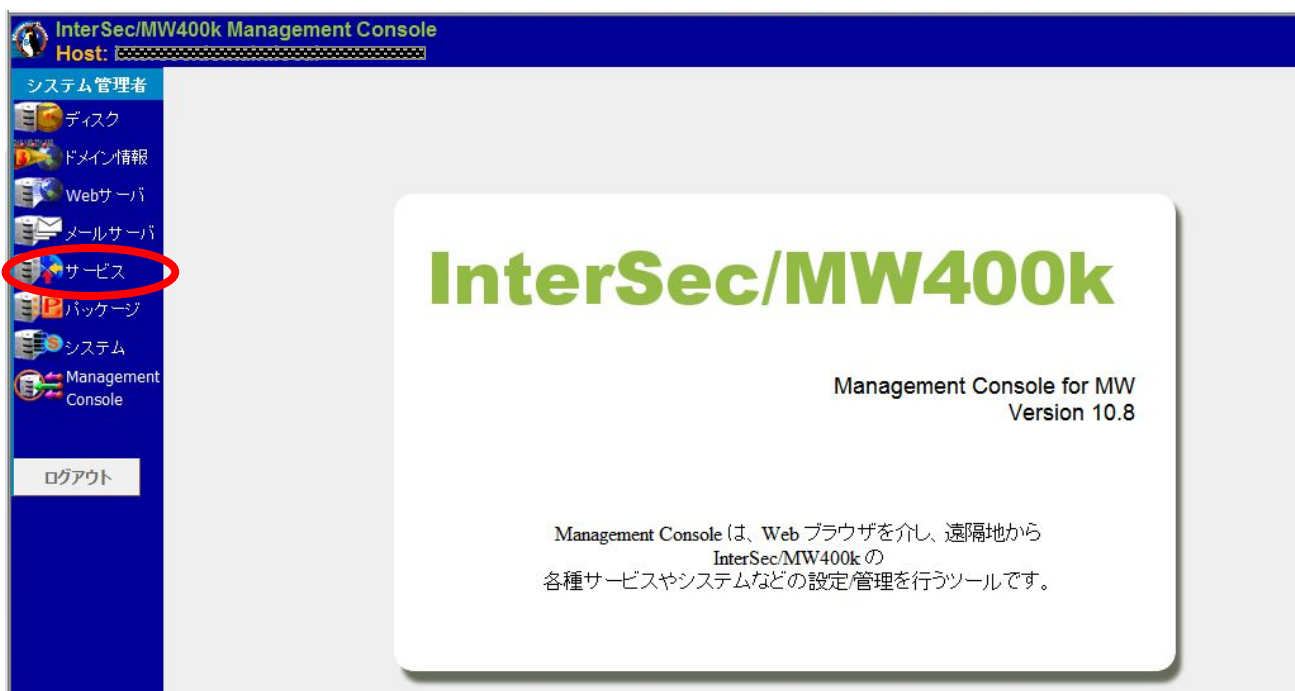 InterSec/MW400k Management Console
Host:
システム管理者
ディスク
ドメイン情報
Webサーバ
メールサーバ
サービス
パッケージ
システム
Management
Console
ログアウト
InterSec/MW400k
Management Console for MW
Version 10.8
Management Console は、Web ブラウザを介し、遠隔地から
InterSec/MW400k の
各種サービスやシステムなどの設定/管理を行うツールです。